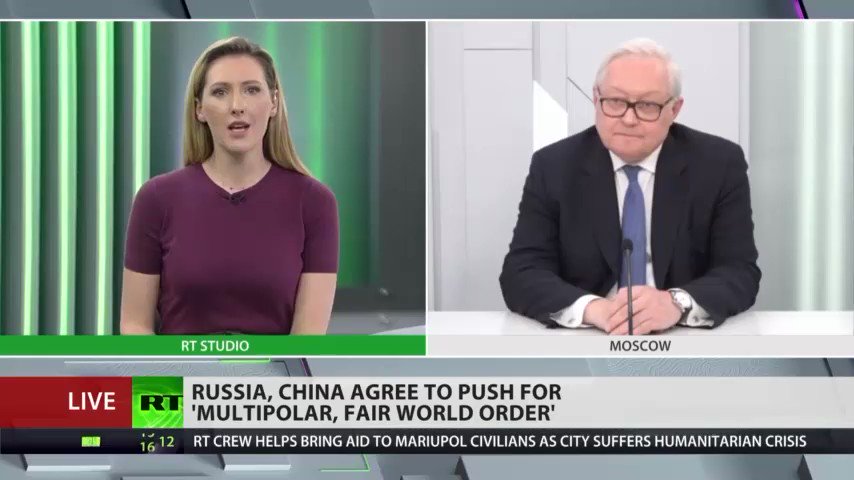 RT STUDIO
MOSCOW
LIVE
RT
RUSSIA, CHINA AGREE TO PUSH FOR
'MULTIPOLAR, FAIR WORLD ORDER'
16 12
RT CREW HELPS BRING AID TO MARIUPOL CIVILIANS AS CITY SUFFERS HUMANITARIAN CRISIS